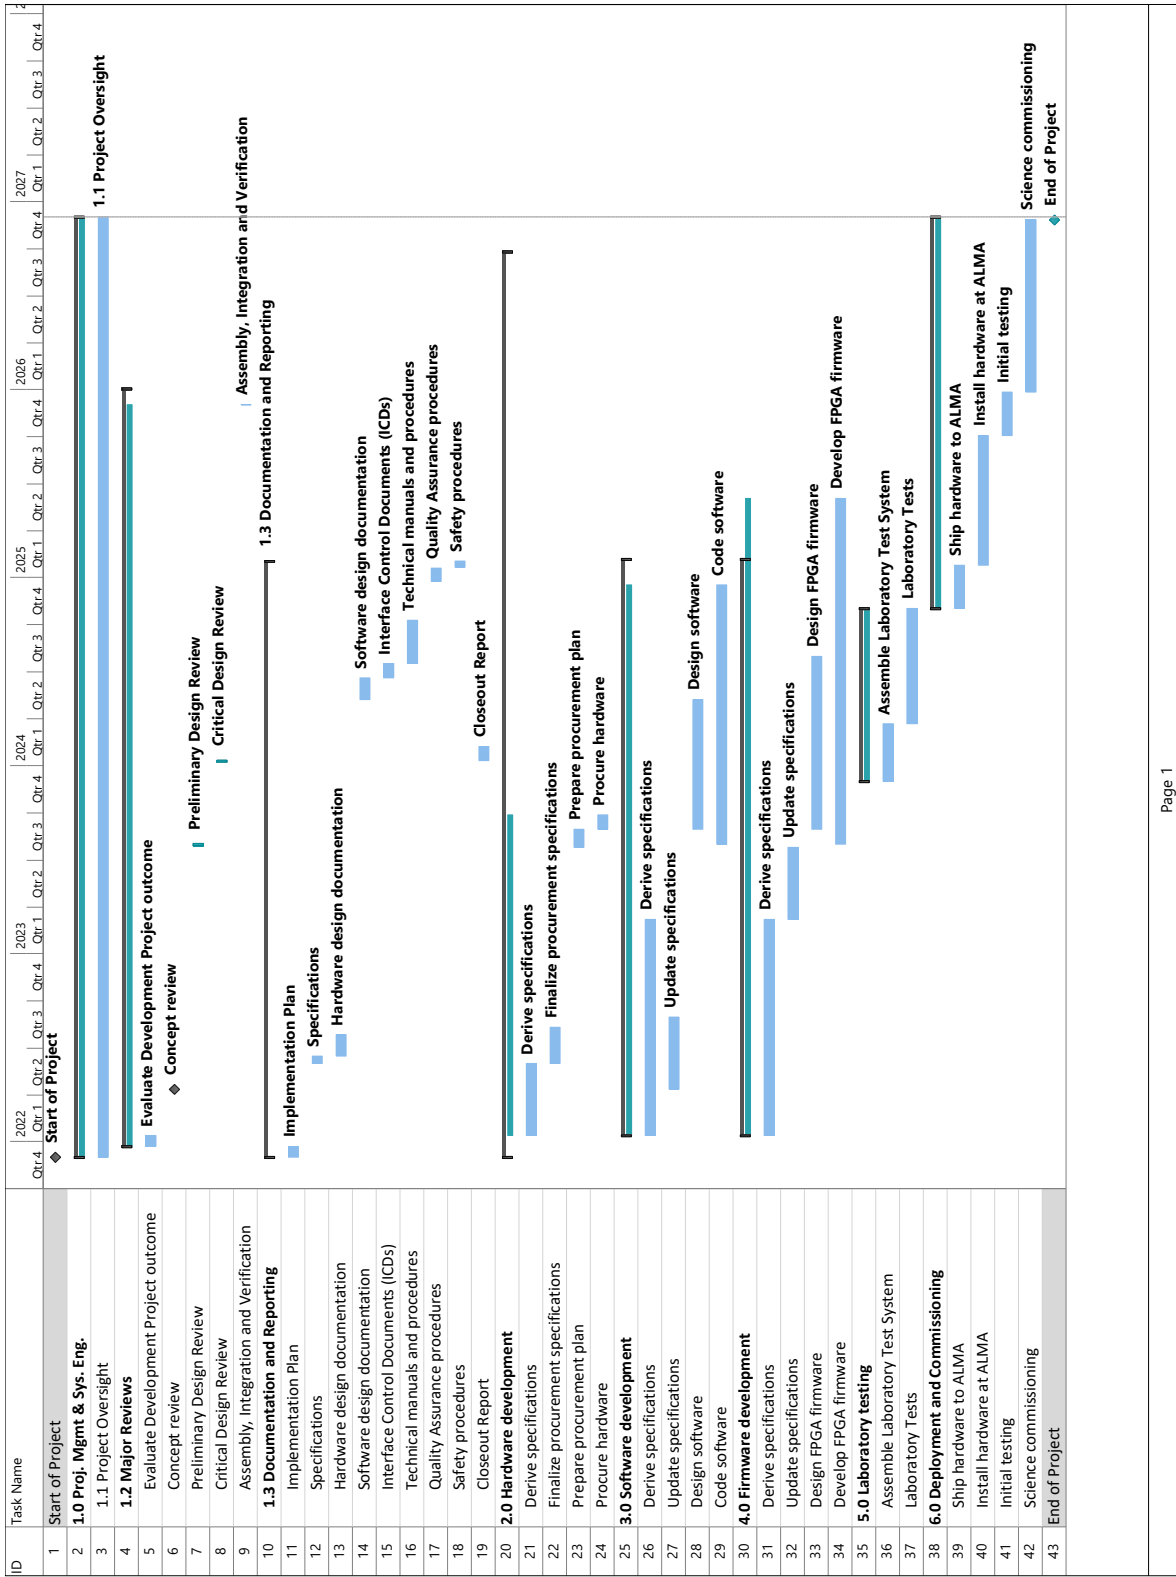 ID Task Name 2022 2023 2024 2025 2026 2027 2
Qtr 4 Qtr 1 Qtr 2 Qtr 3 Qtr 4 Qtr 1 Qtr 2 Qtr 3 Qtr 4 Qtr 1 Qtr 2 Qtr 3 Qtr 4 Qtr 1 Qtr 2 Qtr 3 Qtr 4 Qtr 1 Qtr 2 Qtr 3 Qtr 4 Qtr 1 Qtr 2 Qtr 3 Qtr 4
1 Start of Project Start of Project
2 1.0 Proj. Mgmt & Sys. Eng.
3 1.1 Project Oversight 1.1 Project Oversight
4 1.2 Major Reviews
5 Evaluate Development Project outcome Evaluate Development Project outcome
6 Concept review Concept review
7 Preliminary Design Review Preliminary Design Review
8 Critical Design Review Critical Design Review
9 Assembly, Integration and Verification Assembly, Integration and Verification
10 1.3 Documentation and Reporting 1.3 Documentation and Reporting
11 Implementation Plan Implementation Plan
12 Specifications Specifications
13 Hardware design documentation Hardware design documentation
14 Software design documentation Software design documentation
15 Interface Control Documents (ICDs) Interface Control Documents (ICDs)
16 Technical manuals and procedures Technical manuals and procedures
17 Quality Assurance procedures Quality Assurance procedures
18 Safety procedures Safety procedures
19 Closeout Report Closeout Report
20 2.0 Hardware development
21 Derive specifications Derive specifications
22 Finalize procurement specifications Finalize procurement specifications
23 Prepare procurement plan Prepare procurement plan
24 Procure hardware Procure hardware
25 3.0 Software development
26 Derive specifications Derive specifications
27 Update specifications Update specifications
28 Design software Design software
29 Code software Code software
30 4.0 Firmware development
31 Derive specifications Derive specifications
32 Update specifications Update specifications
33 Design FPGA firmware Design FPGA firmware
34 Develop FPGA firmware Develop FPGA firmware
35 5.0 Laboratory testing
36 Assemble Laboratory Test System Assemble Laboratory Test System
37 Laboratory Tests Laboratory Tests
38 6.0 Deployment and Commissioning
39 Ship hardware to ALMA Ship hardware to ALMA
40 Install hardware at ALMA Install hardware at ALMA
41 Initial testing Initial testing
42 Science commissioning Science commissioning
43 End of Project End of Project
Page 1